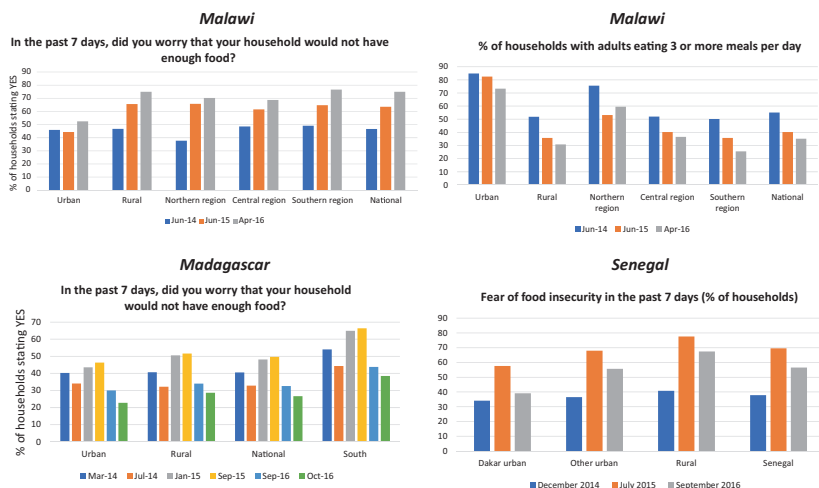 Malawi
In the past 7 days, did you worry that your household would not have
enough food?
% of households stating YES
90
80
70
60
50
40
30
20
10
0
Urban Rural Northern region Central region Southern region National
Jun-14 Jun-15 Apr-16
Malawi
% of households with adults eating 3 or more meals per day
90
80
70
60
50
40
30
20
10
0
Urban Rural Northern region Central region Southern region National
Jun-14 Jun-15 Apr-16
Madagascar
In the past 7 days, did you worry that your household
would not have enough food?
% of households stating YES
70
60
50
40
30
20
10
0
Urban Rural National South
Mar-14 Jul-14 Jan-15 Sep-15 Sep-16 Oct-16
Senegal
Fear of food insecurity in the past 7 days (% of households)
90
80
70
60
50
40
30
20
10
0
Dakar urban Other urban Rural Senegal
December 2014 July 2015 September 2016